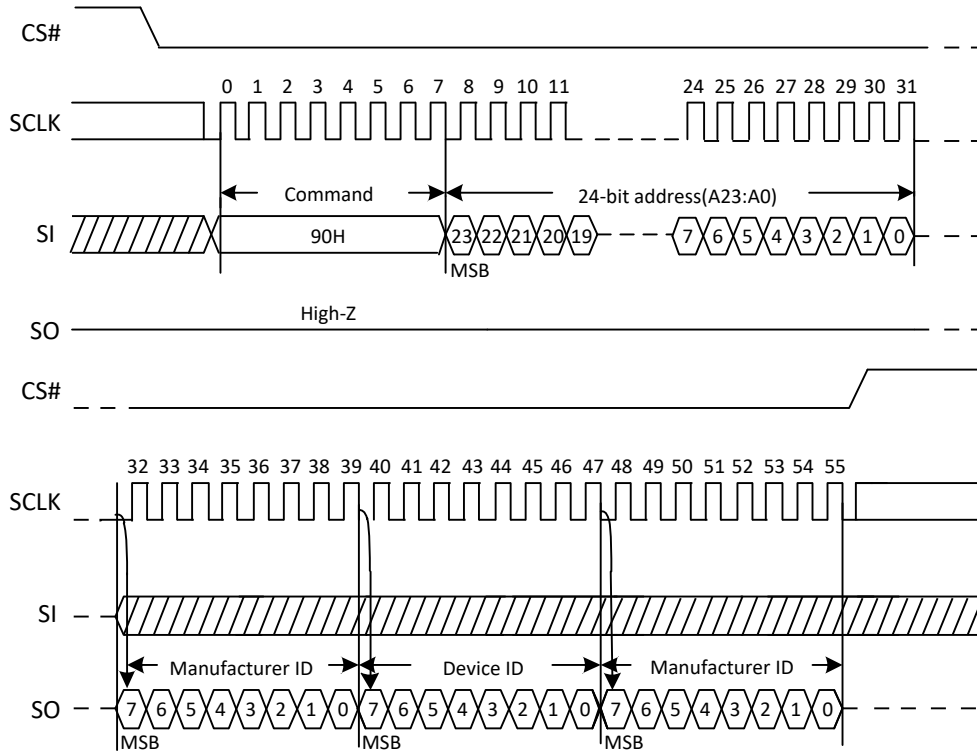 CS#
0 1 2 3 4 5 6 7 8 9 10 11 24 25 26 27 28 29 30 31
SCLK
Command 24-bit address(A23:A0)
SI 90H 23 22 21 20 19 7 6 5 4 3 2 1 0
MSB
High-Z
SO
CS#
32 33 34 35 36 37 38 39 40 41 42 43 44 45 46 47 48 49 50 51 52 53 54 55
SCLK
SI
Manufacturer ID Device ID Manufacturer ID
SO 7 6 5 4 3 2 1 0 7 6 5 4 3 2 1 0 7 6 5 4 3 2 1 0
MSB MSB MSB